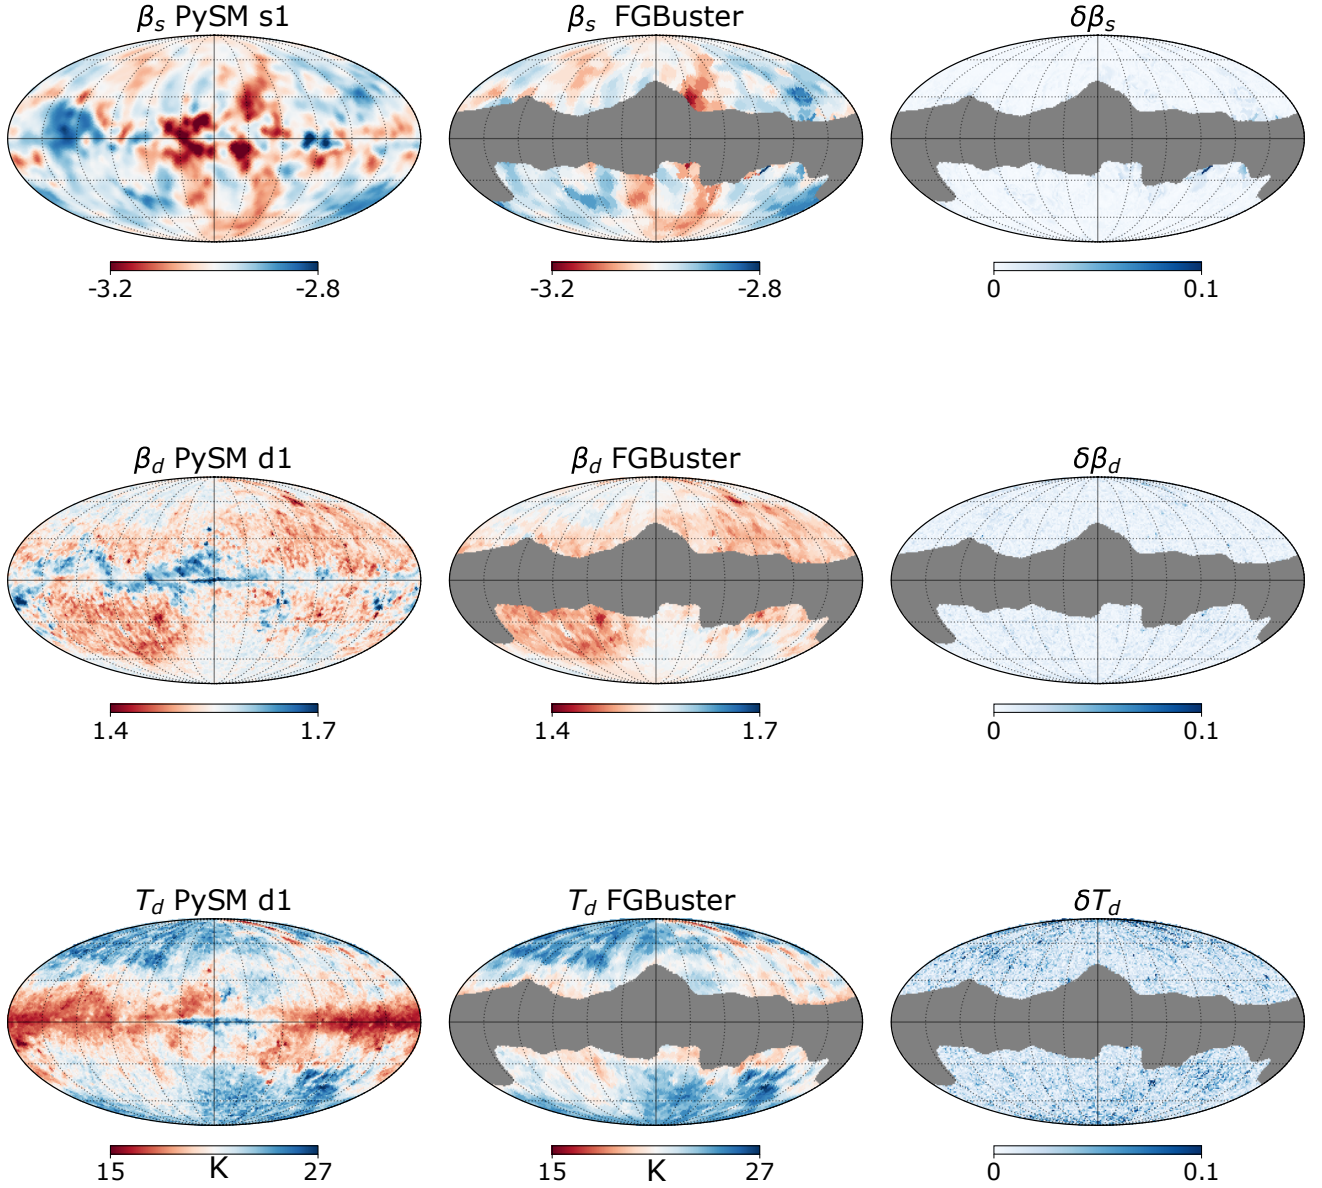 β_s PySM s1
β_s FGBuster
δβ_s
-3.2 -2.8
-3.2 -2.8
0 0.1
β_d PySM d1
β_d FGBuster
δβ_d
1.4 1.7
1.4 1.7
0 0.1
T_d PySM d1
T_d FGBuster
δT_d
15 K 27
15 K 27
0 0.1